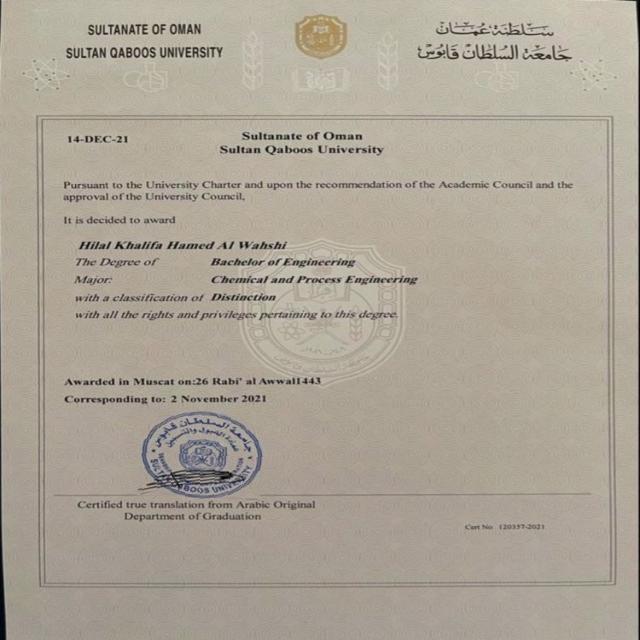 SULTANATE OF OMAN
SULTAN QABOOS UNIVERSITY
سلطنة عمان
جامعة السلطان قابوس
14-DEC-21
Sultanate of Oman
Sultan Qaboos University
Pursuant to the University Charter and upon the recommendation of the Academic Council and the
approval of the University Council,
It is decided to award
Hilal Khalifa Hamed Al Wahshi
The Degree of Bachelor of Engineering
Major: Chemical and Process Engineering
with a classification of Distinction
with all the rights and privileges pertaining to this degree.
Awarded in Muscat on:26 Rabi' al Awwal1443
Corresponding to: 2 November 2021
جامعة السلطان قابوس
عمادة القبول والتسجيل
SULTAN QABOOS UNIVERSITY
Certified true translation from Arabic Original
Department of Graduation
Cert No 120357-2021